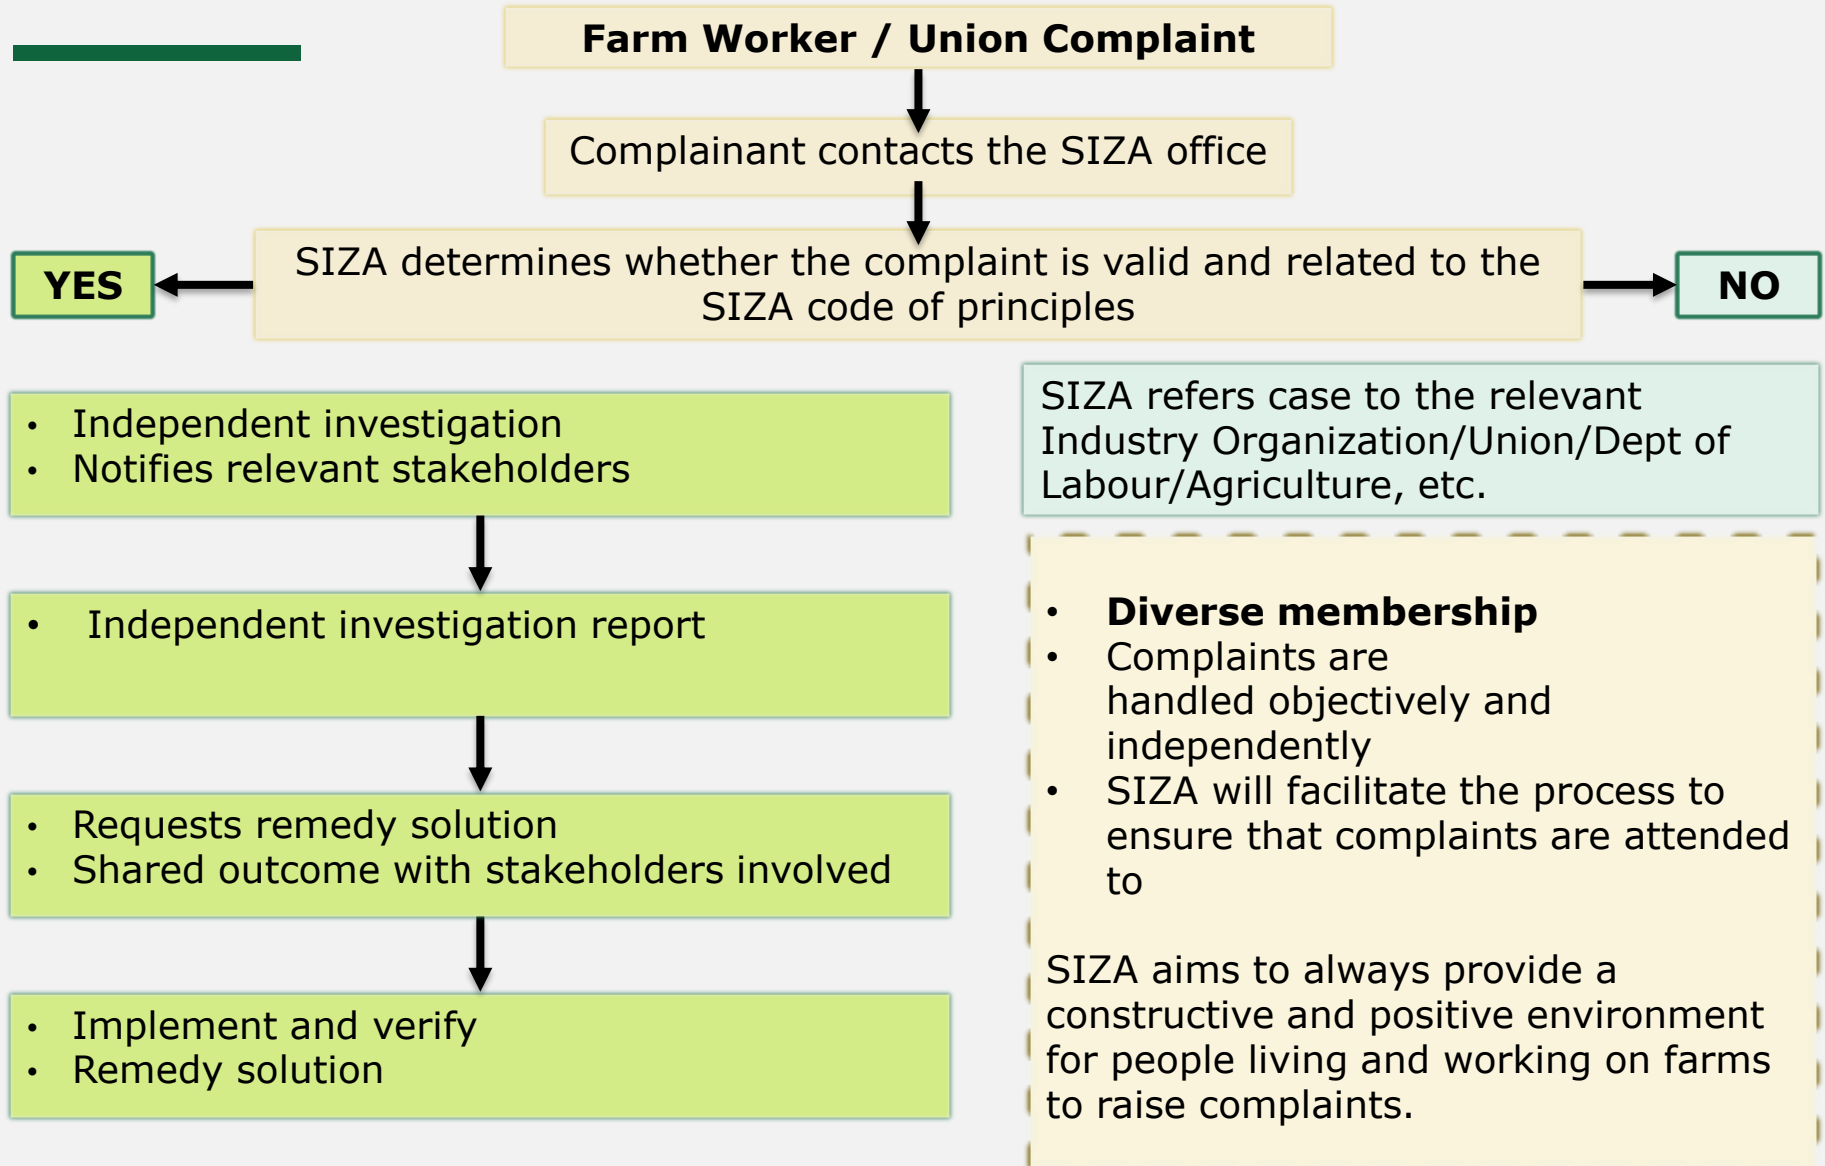 Farm Worker / Union Complaint
Complainant contacts the SIZA office
SIZA determines whether the complaint is valid and related to the
SIZA code of principles
YES
NO
• Independent investigation
• Notifies relevant stakeholders
• Independent investigation report
• Requests remedy solution
• Shared outcome with stakeholders involved
• Implement and verify
• Remedy solution
SIZA refers case to the relevant
Industry Organization/Union/Dept of
Labour/Agriculture, etc.
• Diverse membership
• Complaints are
handled objectively and
independently
• SIZA will facilitate the process to
ensure that complaints are attended
to
SIZA aims to always provide a
constructive and positive environment
for people living and working on farms
to raise complaints.